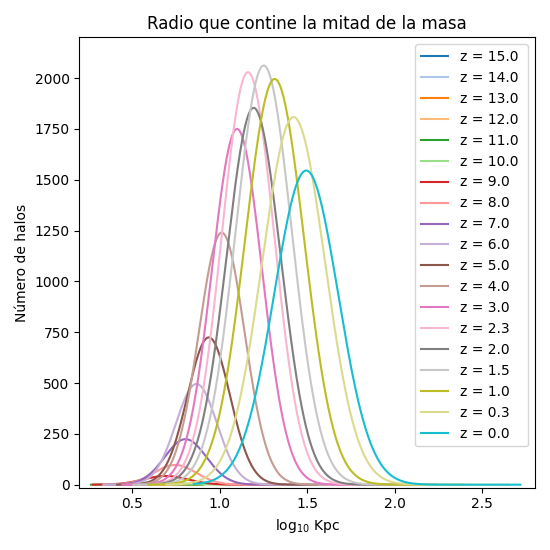 Radio que contine la mitad de la masa
Número de halos
2000
1750
1500
1250
1000
750
500
250
0
0.5 1.0 1.5 2.0 2.5
log₁₀ Kpc
z = 15.0
z = 14.0
z = 13.0
z = 12.0
z = 11.0
z = 10.0
z = 9.0
z = 8.0
z = 7.0
z = 6.0
z = 5.0
z = 4.0
z = 3.0
z = 2.3
z = 2.0
z = 1.5
z = 1.0
z = 0.3
z = 0.0